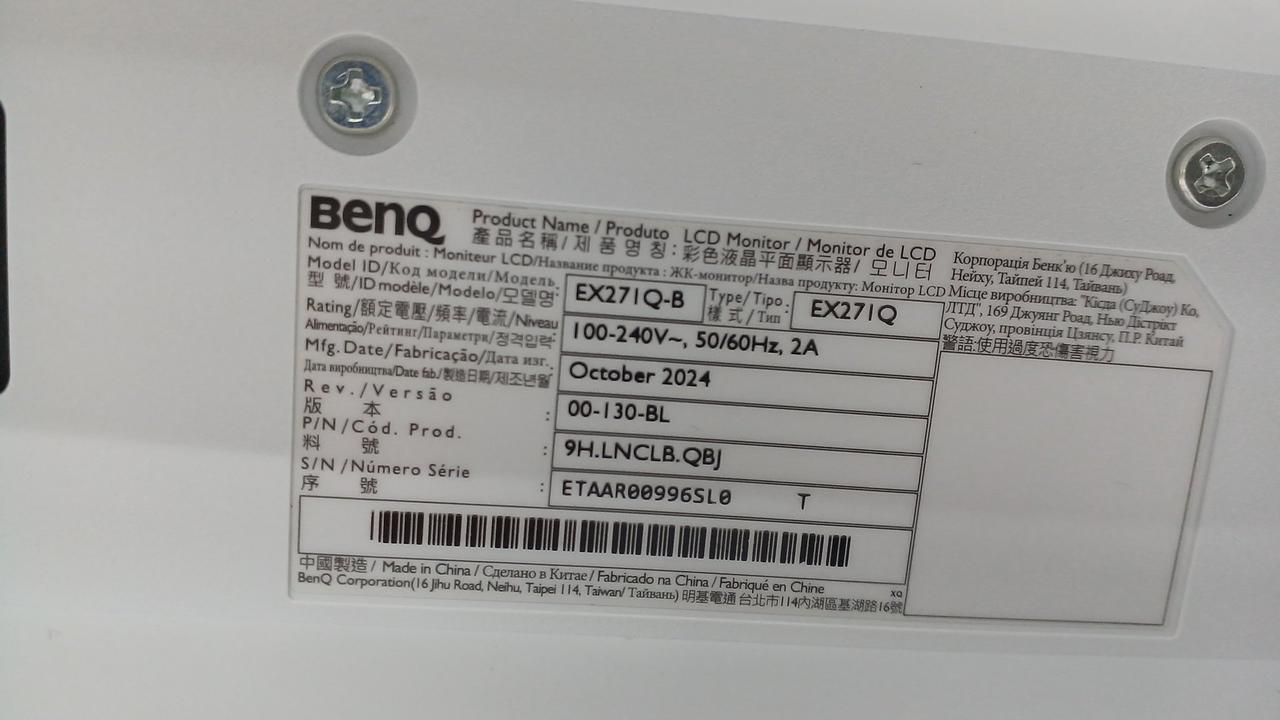 BenQ
Product Name / Produto LCD Monitor / Monitor de LCD
產品名稱/제품명칭:彩色液晶平面顯示器/ 모니터
Nom de produit : Moniteur LCD/Название продукта : ЖК-монитор/Назва продукту: Монітор LCD
Model ID/Код модели/Модель.
型 號/ID modèle/Modelo/모델명: EX271Q-B Type/Tipo. 樣式/Тип EX271Q
Rating/額定電壓/頻率/電流/Niveau
Alimentação/Рейтинг/Параметри/정격입력: 100-240V~, 50/60Hz, 2A
Mfg. Date/Fabricação/Дата изг.
Дата виробництва/Date fab./製造日期/제조년월: October 2024
Rev./Versão
版 本 : 00-130-BL
P/N/Cód. Prod.
料 號 : 9H.LNCLB.QBJ
S/N/Número Série
序 號 : ETAAR00996SL0 T
中國製造 / Made in China / Сделано в Китае / Fabricado na China / Fabriqué en Chine
XQ
BenQ Corporation(16 Jihu Road, Neihu, Taipei 114, Taiwan/ Тайвань) 明基電通 台北市114內湖區基湖路16號
Корпорація Бенк'ю (16 Джиху Роад,
Нейху, Тайпей 114, Тайвань)
Місце виробництва: "Кісда (СуДжоу) Ко,
ЛТД", 169 Джуянг Роад, Нью Дістрікт
Суджоу, провінція Цзянсу, П.Р. Китай
警語:使用過度恐傷害視力